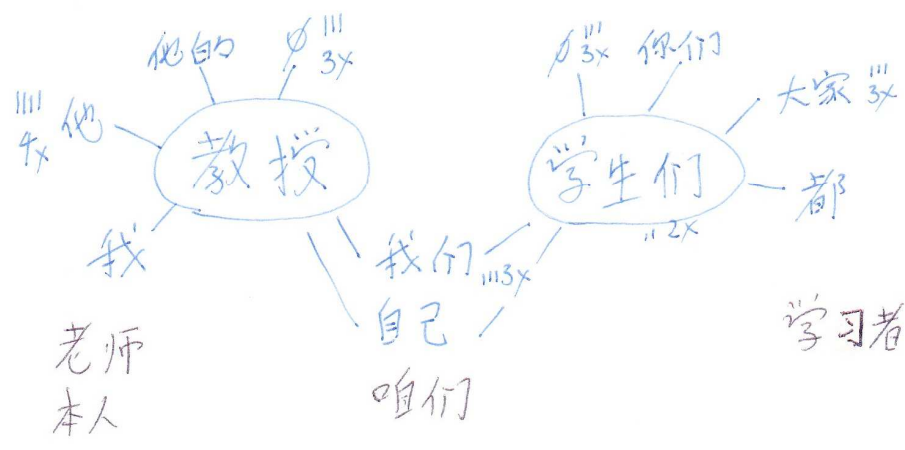 他的 ∅ 3x
∅ 3x 你们
大家 3x
4x 他
教授
学生们
2x
都
我
我们 3x
自己
老师
本人
咱们
学习者